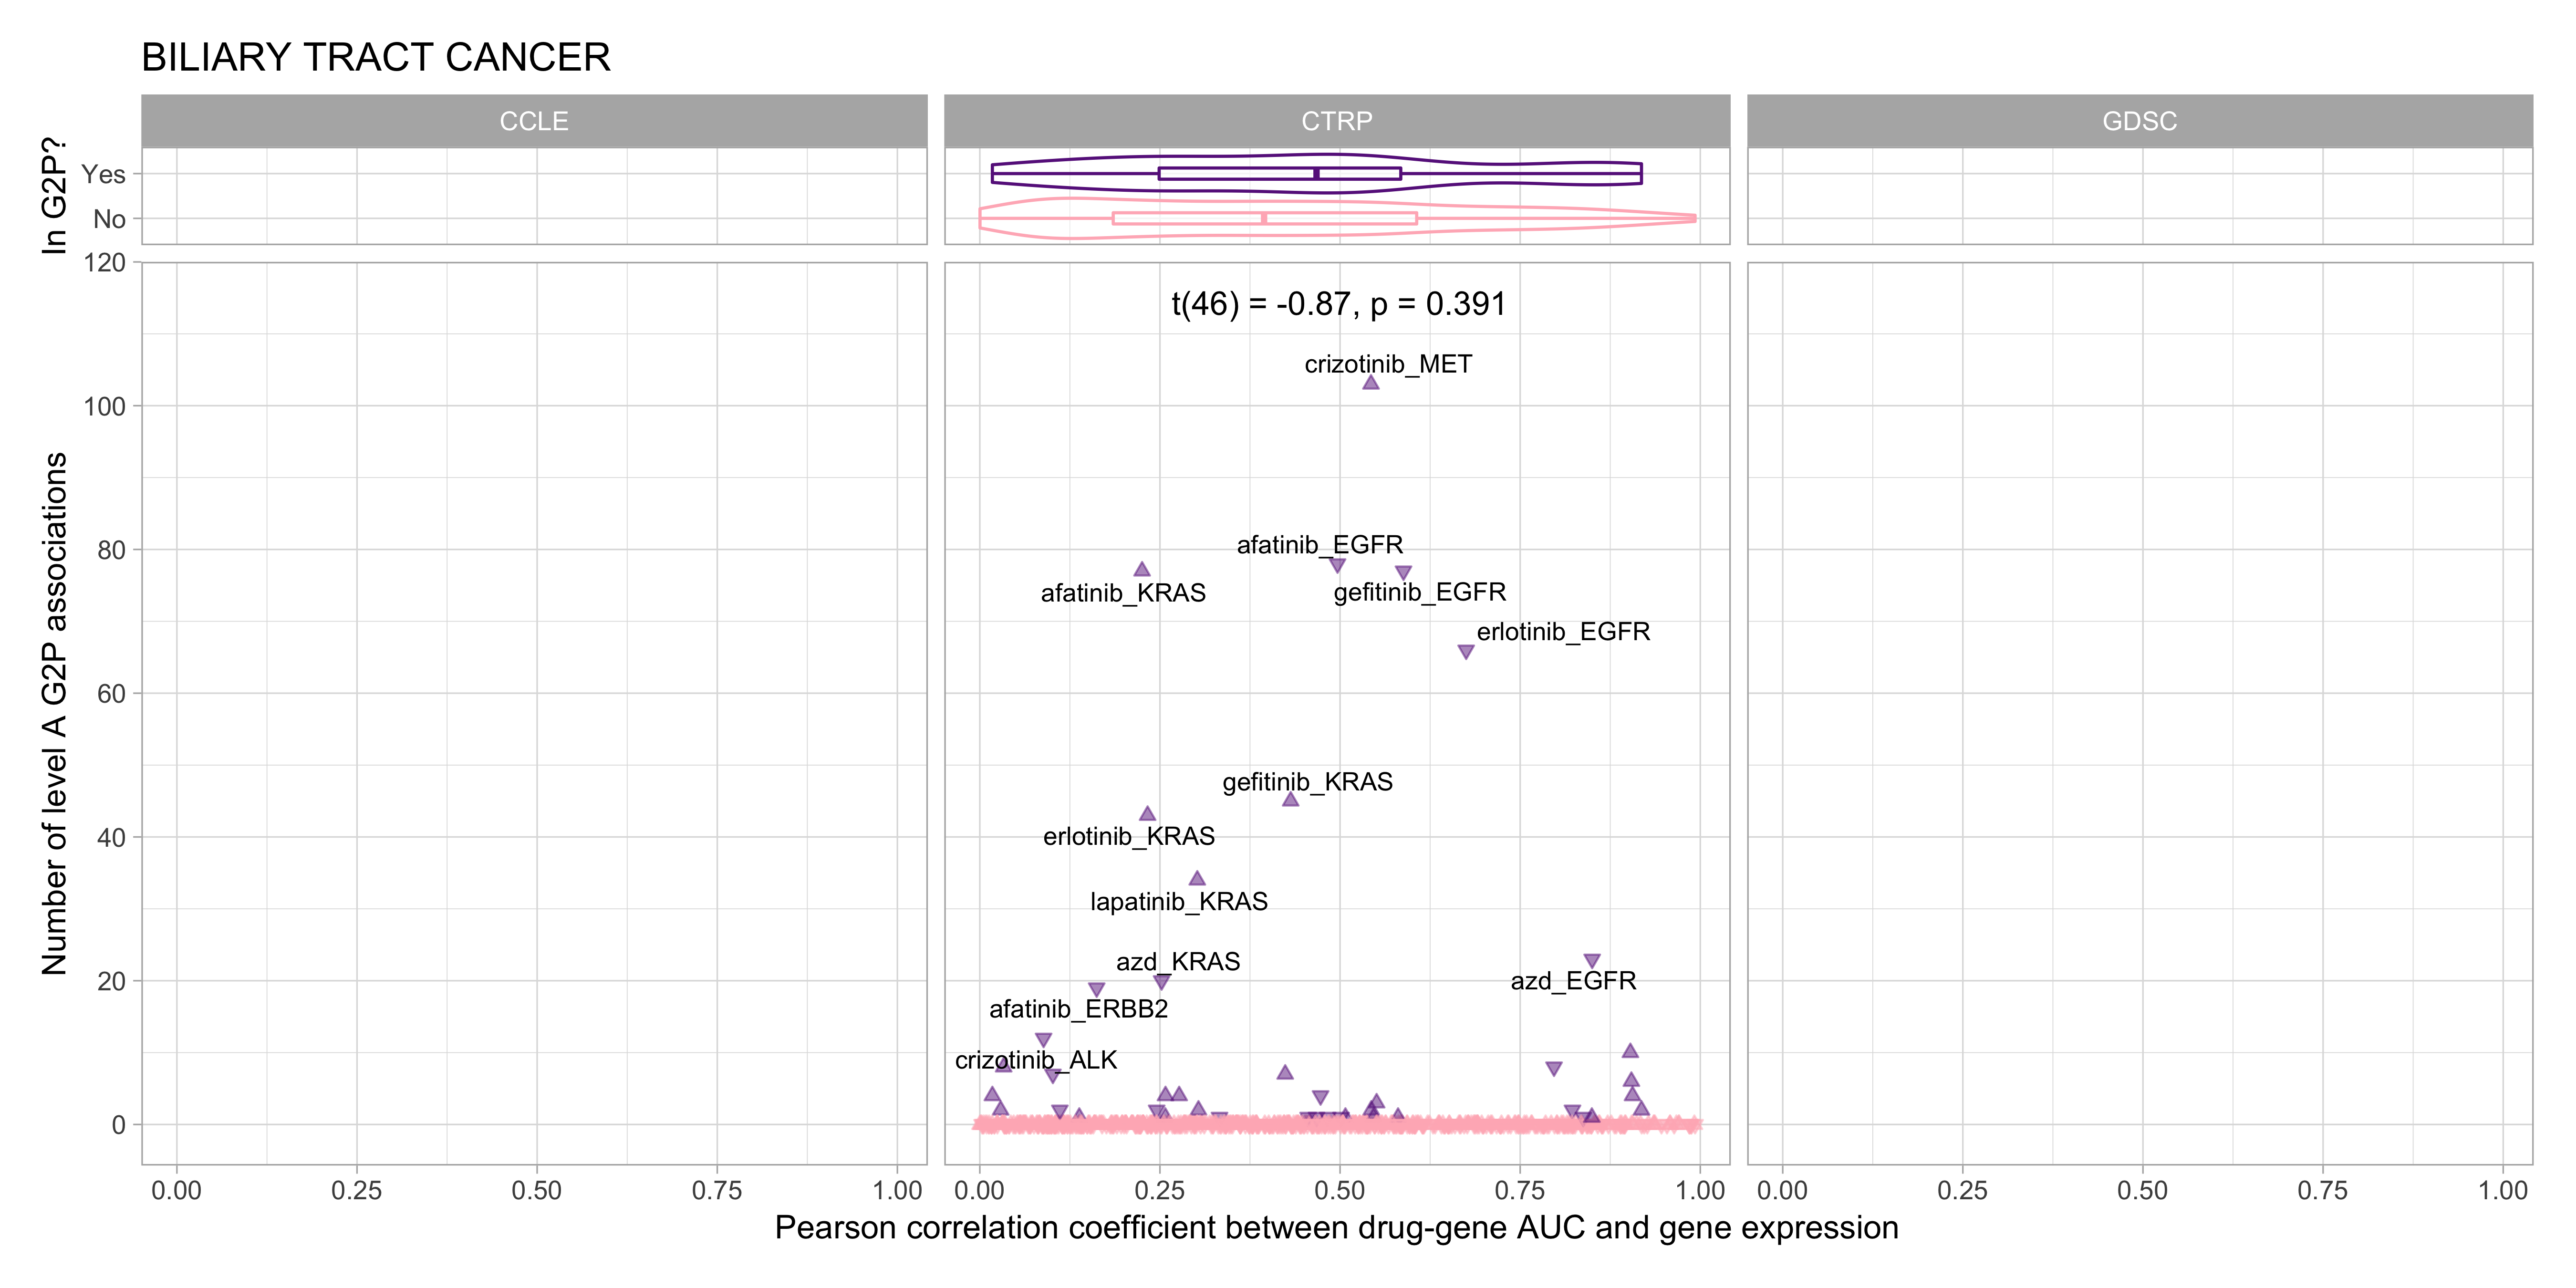 BILIARY TRACT CANCER
CCLE
CTRP
GDSC
In G2P?
Yes
No
Number of level A G2P associations
120
100
80
60
40
20
0
t(46) = -0.87, p = 0.391
crizotinib_MET
afatinib_EGFR
afatinib_KRAS
gefitinib_EGFR
erlotinib_EGFR
gefitinib_KRAS
erlotinib_KRAS
lapatinib_KRAS
azd_KRAS
azd_EGFR
afatinib_ERBB2
crizotinib_ALK
0.00 0.25 0.50 0.75 1.00
0.00 0.25 0.50 0.75 1.00
0.00 0.25 0.50 0.75 1.00
Pearson correlation coefficient between drug-gene AUC and gene expression